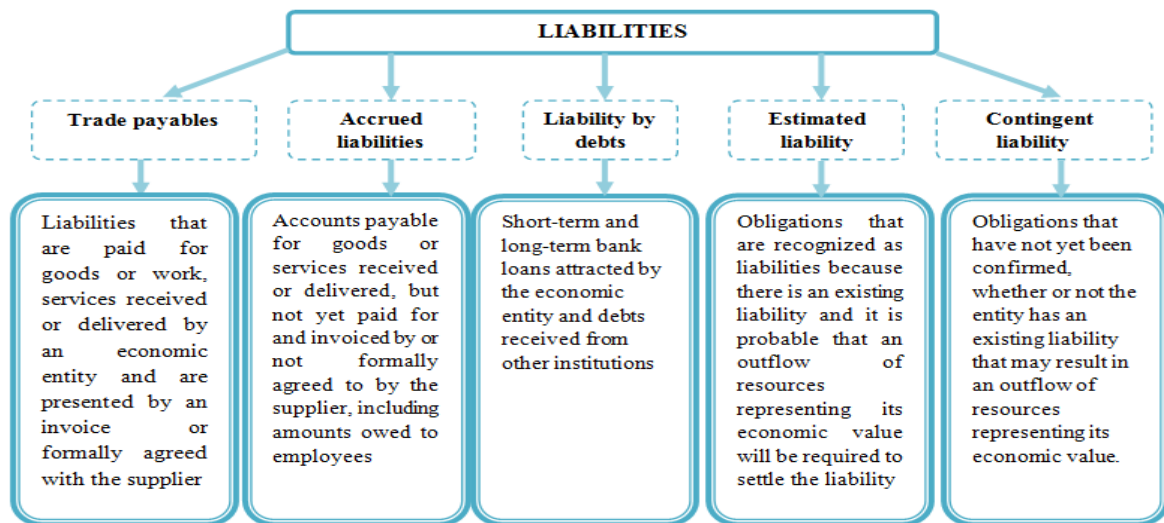 LIABILITIES
Trade payables
Accrued
liabilities
Liability by
debts
Estimated
liability
Contingent
liability
Liabilities that
are paid for
goods or work,
services received
or delivered by
an economic
entity and are
presented by an
invoice or
formally agreed
with the supplier
Accounts payable
for goods or
services received
or delivered, but
not yet paid for
and invoiced by or
not formally
agreed to by the
supplier, including
amounts owed to
employees
Short-term and
long-term bank
loans attracted by
the economic
entity and debts
received from
other institutions
Obligations that
are recognized as
liabilities because
there is an existing
liability and it is
probable that an
outflow of
resources
representing its
economic value
will be required to
settle the liability
Obligations that
have not yet been
confirmed,
whether or not the
entity has an
existing liability
that may result in
an outflow of
resources
representing its
economic value.